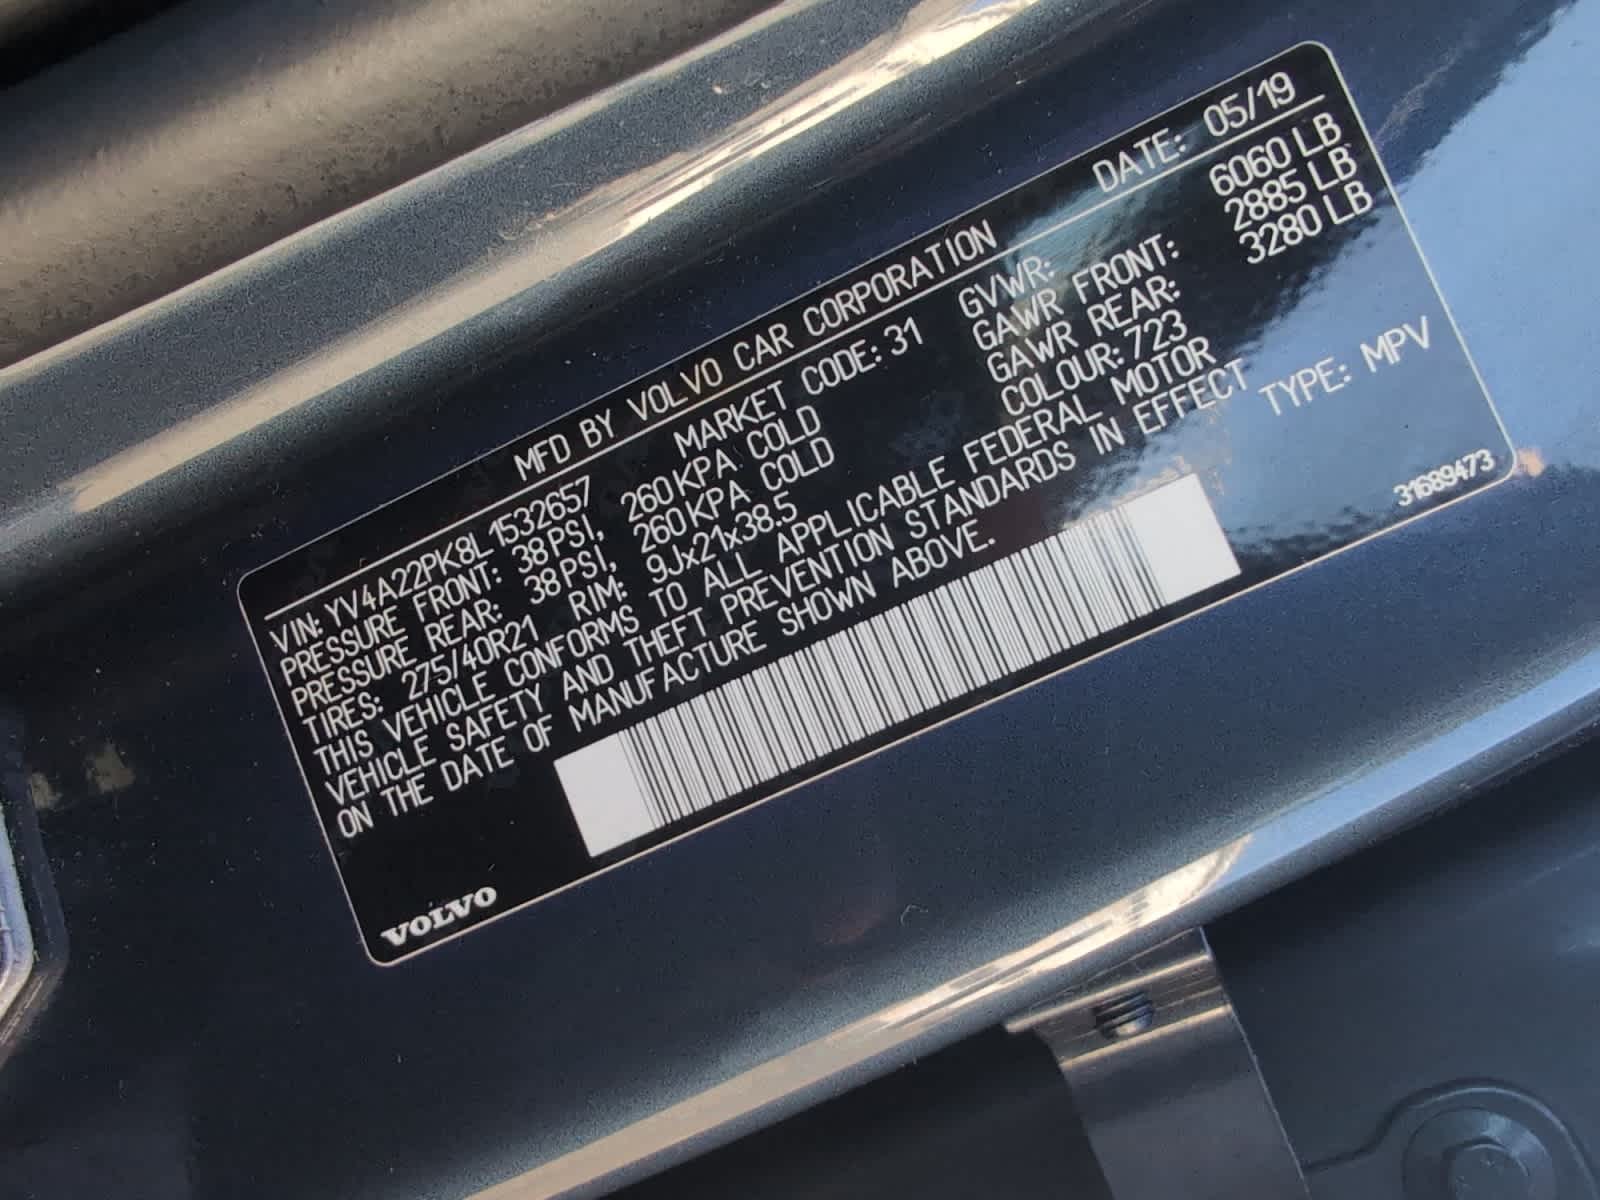 MFD BY VOLVO CAR CORPORATION DATE: 05/19
VIN: YV4A22PK8L1532657 MARKET CODE: 31 GVWR: 6060 LB
PRESSURE FRONT: 38 PSI, 260 KPA COLD GAWR FRONT: 2885 LB
PRESSURE REAR: 38 PSI, 260 KPA COLD GAWR REAR: 3280 LB
TIRES: 275/40R21 RIM: 9Jx21x38.5 COLOUR: 723
THIS VEHICLE CONFORMS TO ALL APPLICABLE FEDERAL MOTOR
VEHICLE SAFETY AND THEFT PREVENTION STANDARDS IN EFFECT TYPE: MPV
ON THE DATE OF MANUFACTURE SHOWN ABOVE.
31689473
VOLVO